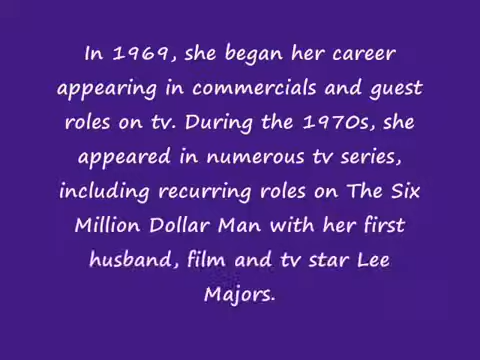 In 1969, she began her career
appearing in commercials and guest
roles on tv. During the 1970s, she
appeared in numerous tv series,
including recurring roles on The Six
Million Dollar Man with her first
husband, film and tv star Lee
Majors.